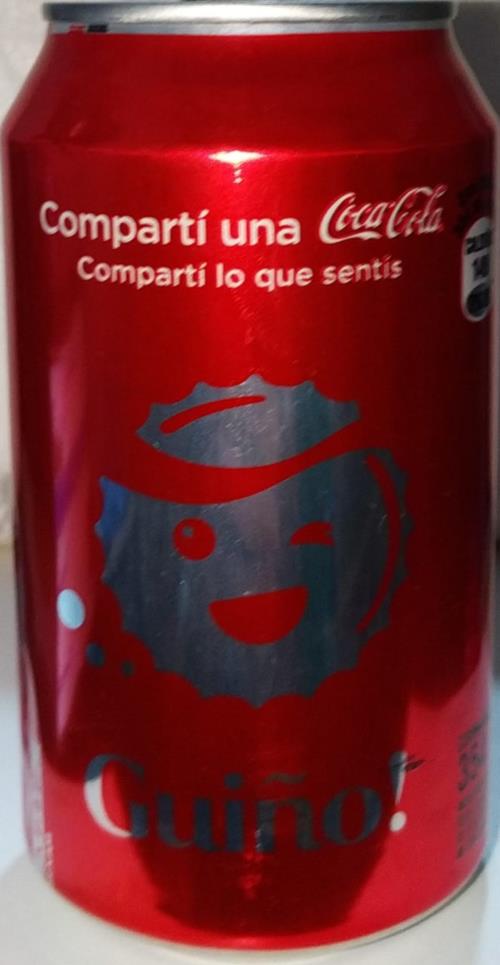 Compartí una Coca-Cola
Compartí lo que sentís
Guiño!